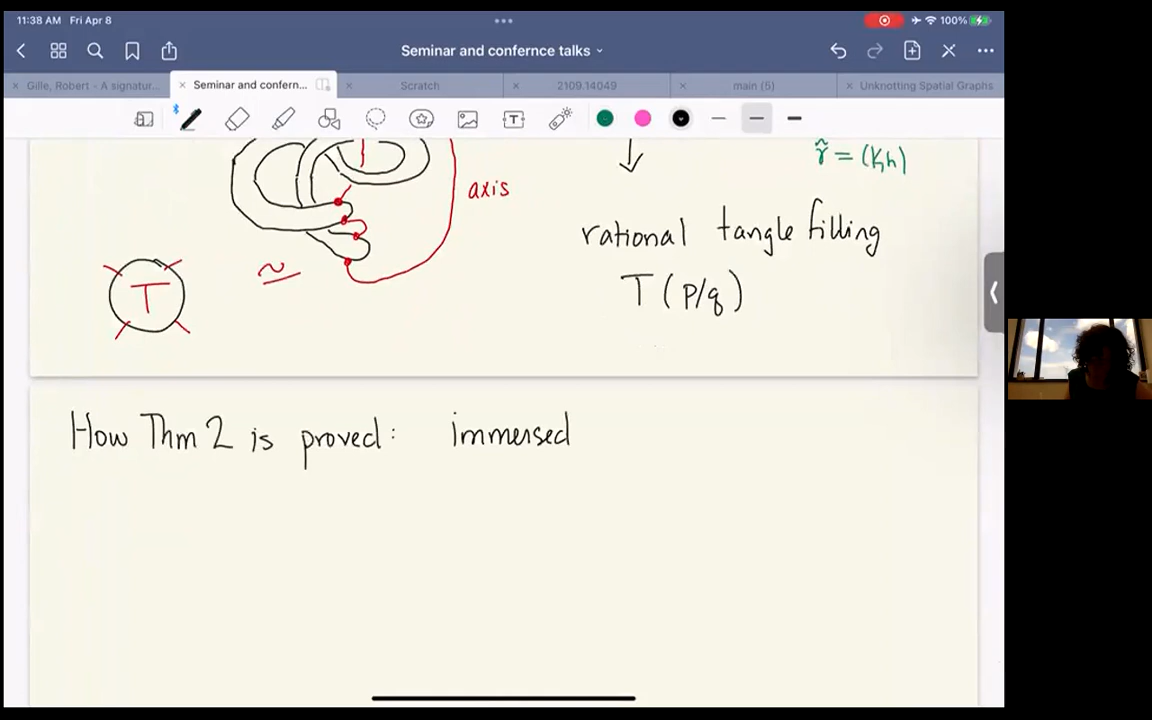 11:38 AM Fri Apr 8
100%
Seminar and confernce talks
Gille, Robert - A signatur...
Seminar and confern...
Scratch
2109.14049
main (5)
Unknotting Spatial Graphs
T
γ̂ = (K,h)
axis
rational tangle filling
~
T
T(p/q)
How Thm 2 is proved: immersed